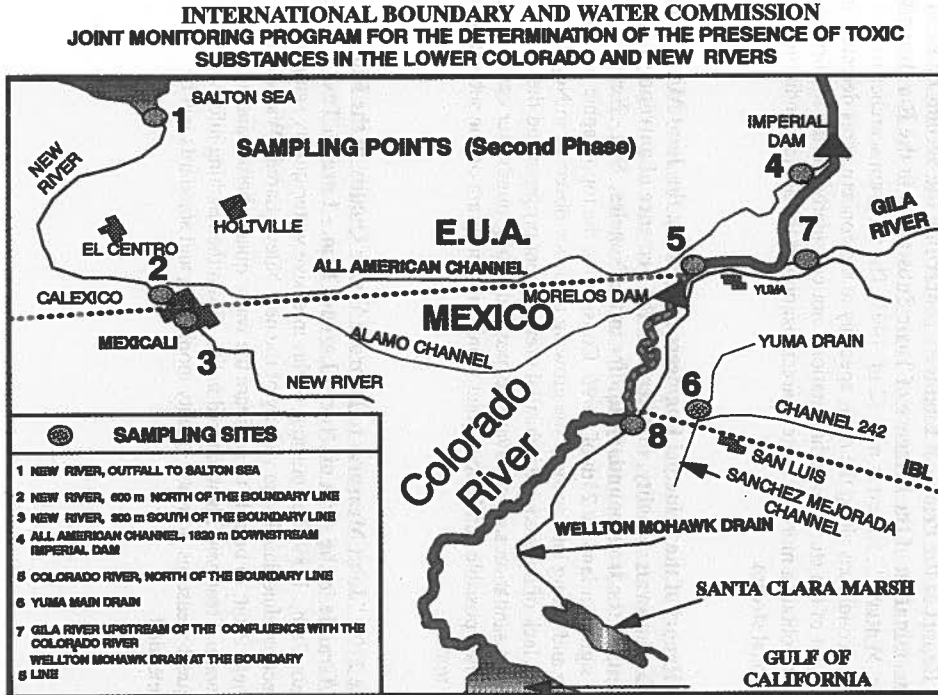 INTERNATIONAL BOUNDARY AND WATER COMMISSION
JOINT MONITORING PROGRAM FOR THE DETERMINATION OF THE PRESENCE OF TOXIC
SUBSTANCES IN THE LOWER COLORADO AND NEW RIVERS
SALTON SEA
1
IMPERIAL
DAM
SAMPLING POINTS (Second Phase)
4
NEW
RIVER
GILA
RIVER
7
HOLTVILLE
EL CENTRO
E.U.A.
5
ALL AMERICAN CHANNEL
2
CALEXICO
MORELOS DAM
YUMA
MEXICO
MEXICALI
3
ALAMO CHANNEL
YUMA DRAIN
NEW RIVER
6
CHANNEL 242
8
Colorado
River
SAN LUIS
IBL
SANCHEZ MEJORADA
CHANNEL
WELLTON MOHAWK DRAIN
SANTA CLARA MARSH
GULF OF
CALIFORNIA
SAMPLING SITES
1 NEW RIVER, OUTFALL TO SALTON SEA
2 NEW RIVER, 600 m NORTH OF THE BOUNDARY LINE
3 NEW RIVER, 300 m SOUTH OF THE BOUNDARY LINE
4 ALL AMERICAN CHANNEL, 1820 m DOWNSTREAM
IMPERIAL DAM
5 COLORADO RIVER, NORTH OF THE BOUNDARY LINE
6 YUMA MAIN DRAIN
7 GILA RIVER UPSTREAM OF THE CONFLUENCE WITH THE
COLORADO RIVER
WELLTON MOHAWK DRAIN AT THE BOUNDARY
8 LINE